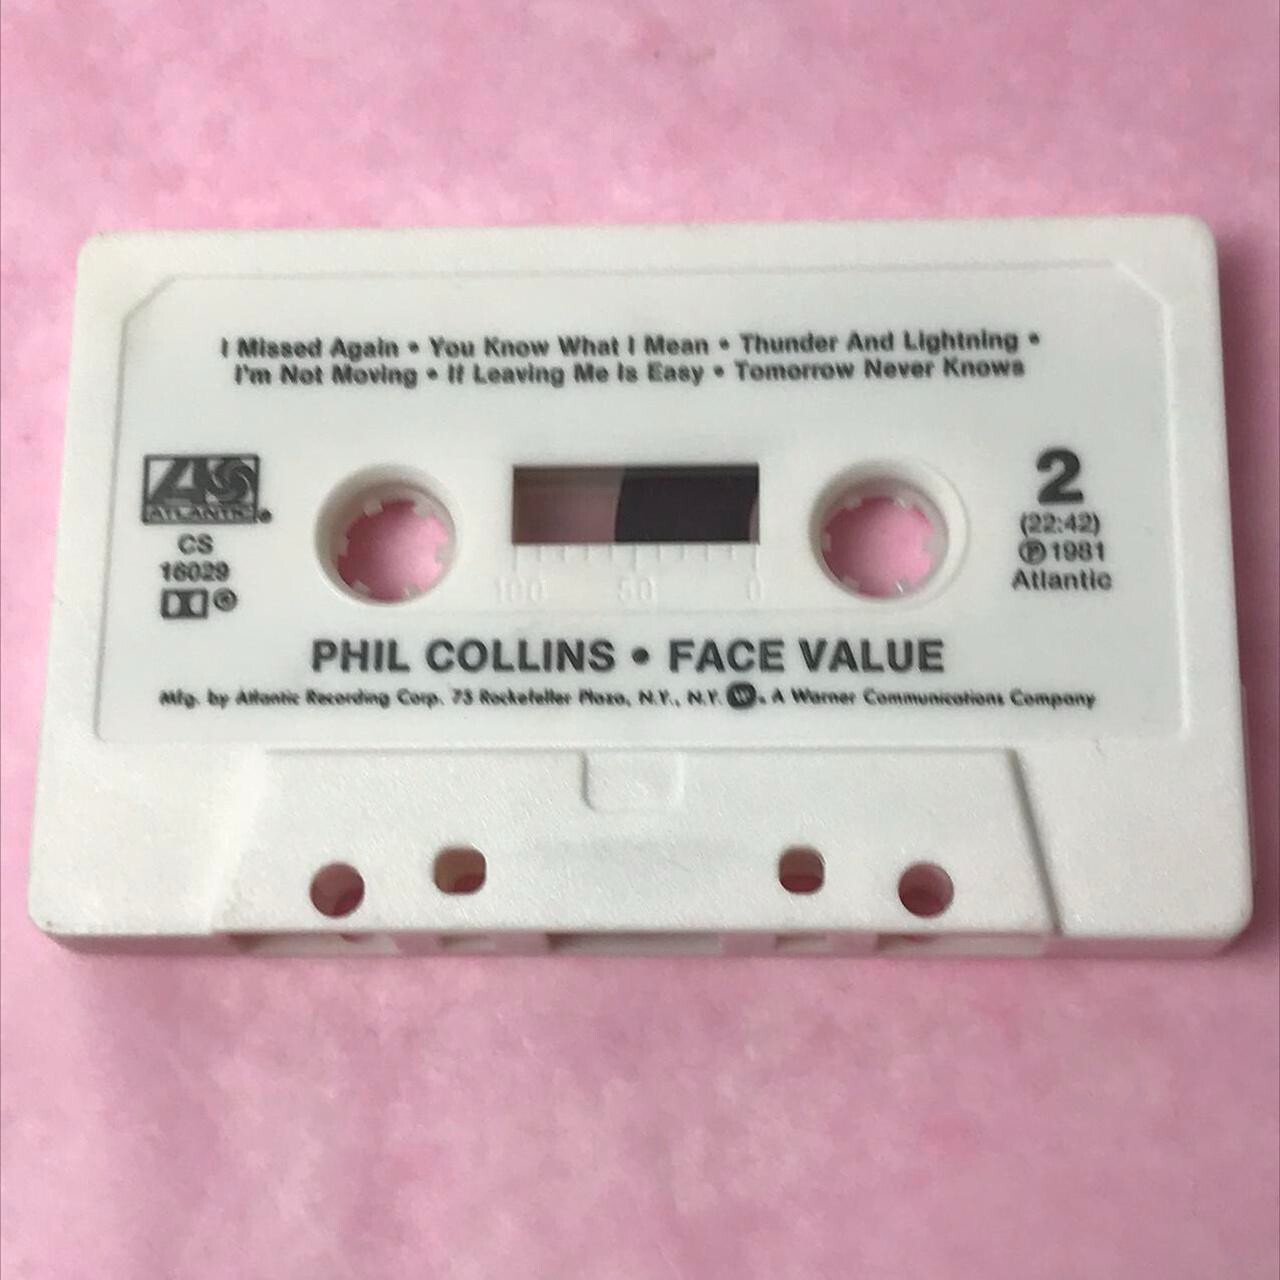 I Missed Again • You Know What I Mean • Thunder And Lightning •
I'm Not Moving • If Leaving Me Is Easy • Tomorrow Never Knows
ATLANTIC
CS
16029
2
(22:42)
℗ 1981
Atlantic
100 50 0
PHIL COLLINS • FACE VALUE
Mfg. by Atlantic Recording Corp. 75 Rockefeller Plaza, N.Y., N.Y. W. A Warner Communications Company